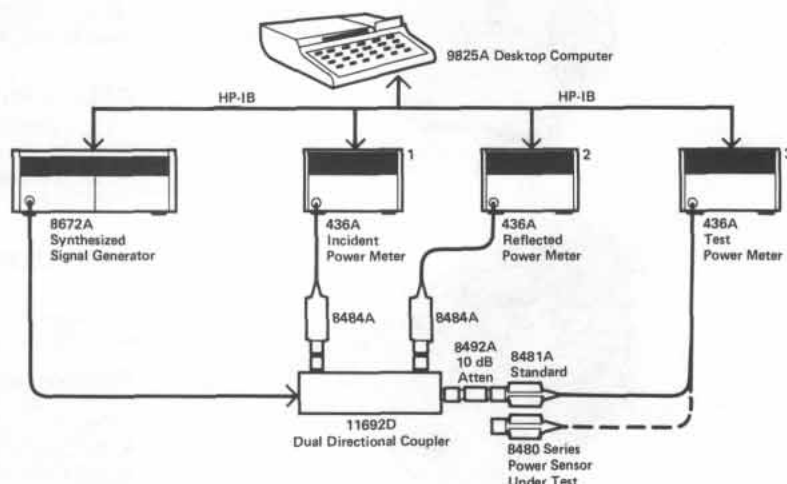 9825A Desktop Computer
HP-IB
HP-IB
1
2
3
8672A
Synthesized
Signal Generator
436A
Incident
Power Meter
436A
Reflected
Power Meter
436A
Test
Power Meter
8484A
8484A
8492A
10 dB
Atten
8481A
Standard
11692D
Dual Directional Coupler
8480 Series
Power Sensor
Under Test